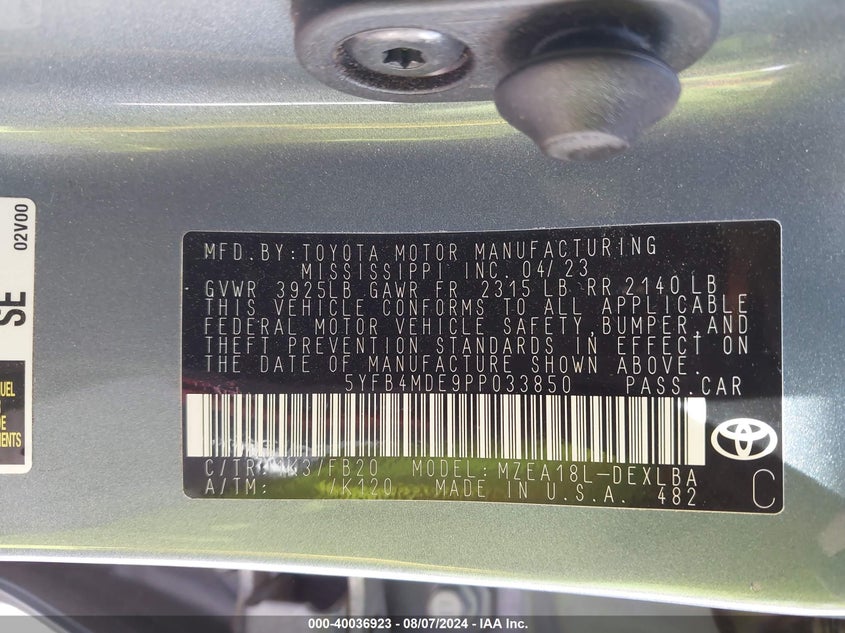 02V00
SE
UEL
E
MENTS
MFD. BY: TOYOTA MOTOR MANUFACTURING
MISSISSIPPI INC. 04/23
GVWR 3925LB GAWR FR 2315 LB RR 2140 LB
THIS VEHICLE CONFORMS TO ALL APPLICABLE
FEDERAL MOTOR VEHICLE SAFETY, BUMPER, AND
THEFT PREVENTION STANDARDS IN EFFECT ON
THE DATE OF MANUFACTURE SHOWN ABOVE.
5YFB4MDE9PP033850 PASS.CAR
C/TR: 3/FB20 MODEL: MZEA18L-DEXLBA
A/TM: /K120 MADE IN U.S.A. 482 C
000-40036923 - 08/07/2024 - IAA Inc.